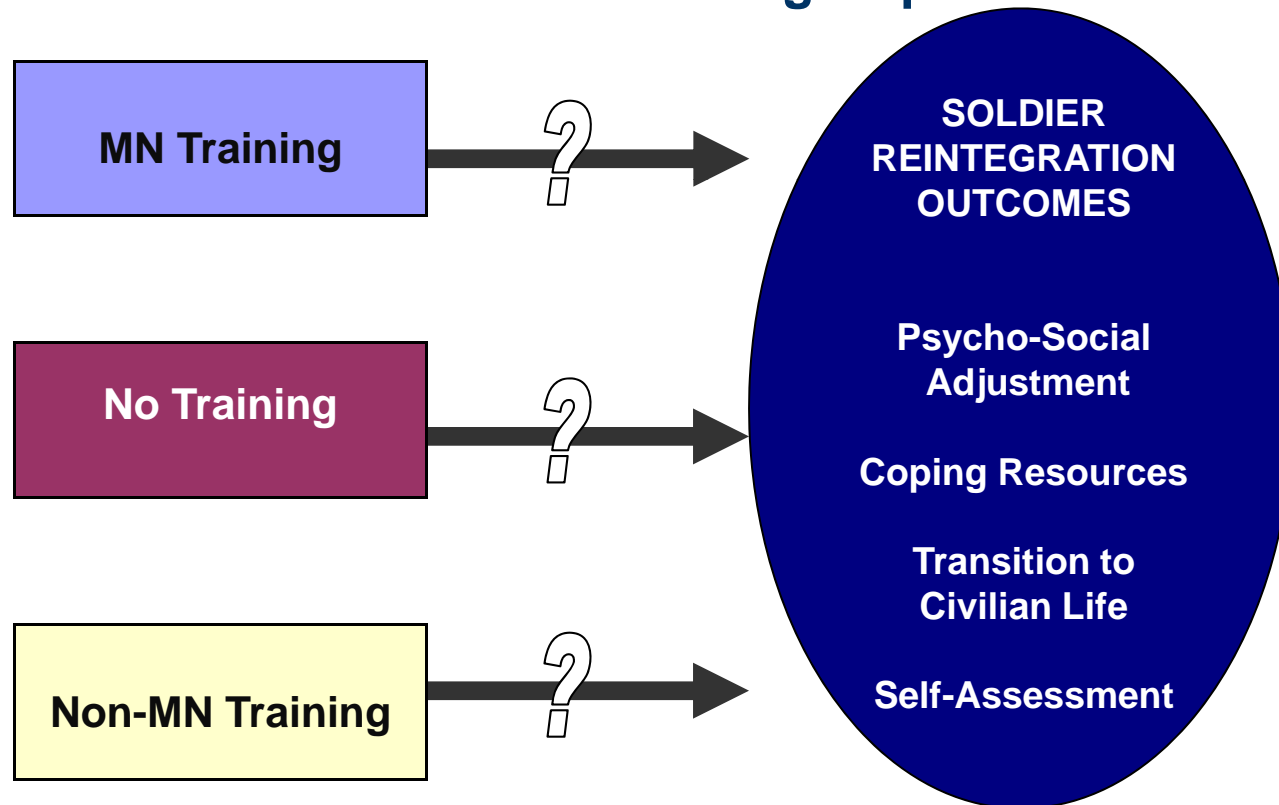 MN Training
?
SOLDIER
REINTEGRATION
OUTCOMES
No Training
?
Psycho-Social
Adjustment
Coping Resources
Transition to
Civilian Life
Non-MN Training
?
Self-Assessment